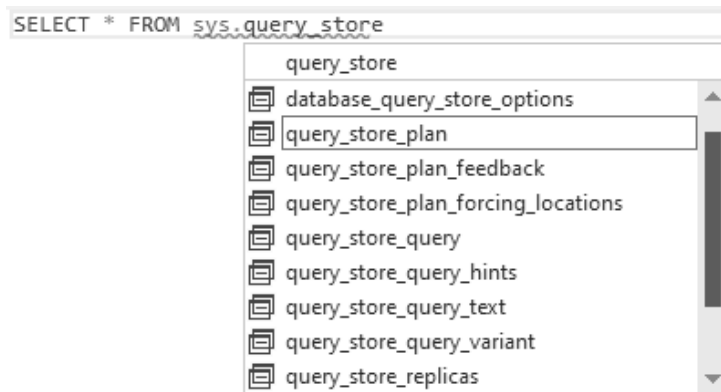 SELECT * FROM sys.query_store
query_store
database_query_store_options
query_store_plan
query_store_plan_feedback
query_store_plan_forcing_locations
query_store_query
query_store_query_hints
query_store_query_text
query_store_query_variant
query_store_replicas